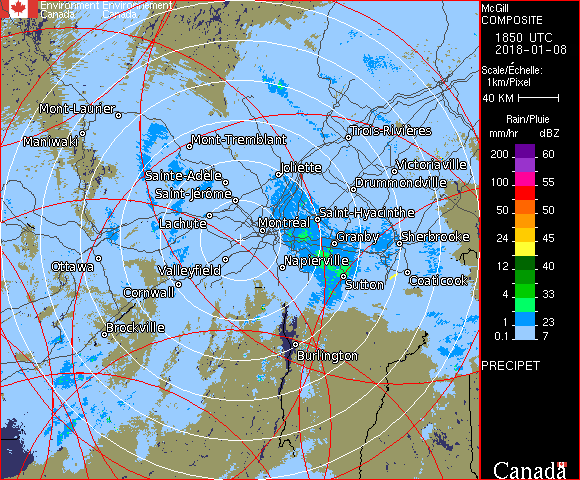 Environment Environnement
Canada Canada
McGill
COMPOSITE
1850 UTC
2018-01-08
Scale/Échelle:
1km/Pixel
40 KM
Rain/Pluie
mm/hr dBZ
200 60
100 55
50 50
24 45
12 40
4 33
1 23
0.1 7
PRECIPET
Canada
Mont-Laurier
Maniwaki
Mont-Tremblant
Trois-Rivières
Sainte-Adèle
Joliette
Victoriaville
Saint-Jérôme
Drummondville
Lachute
Montréal
Saint-Hyacinthe
Granby
Sherbrooke
Ottawa
Valleyfield
Napierville
Cornwall
Sutton
Coaticook
Brockville
Burlington